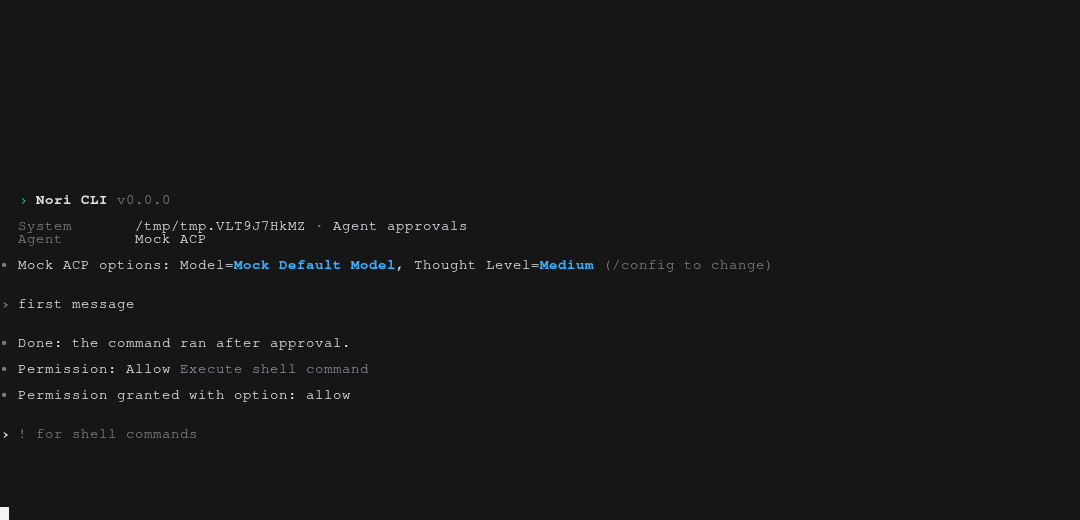 › Nori CLI v0.0.0
System /tmp/tmp.VLT9J7HkMZ · Agent approvals
Agent Mock ACP
• Mock ACP options: Model=Mock Default Model, Thought Level=Medium (/config to change)
› first message
• Done: the command ran after approval.
• Permission: Allow Execute shell command
• Permission granted with option: allow
› ! for shell commands